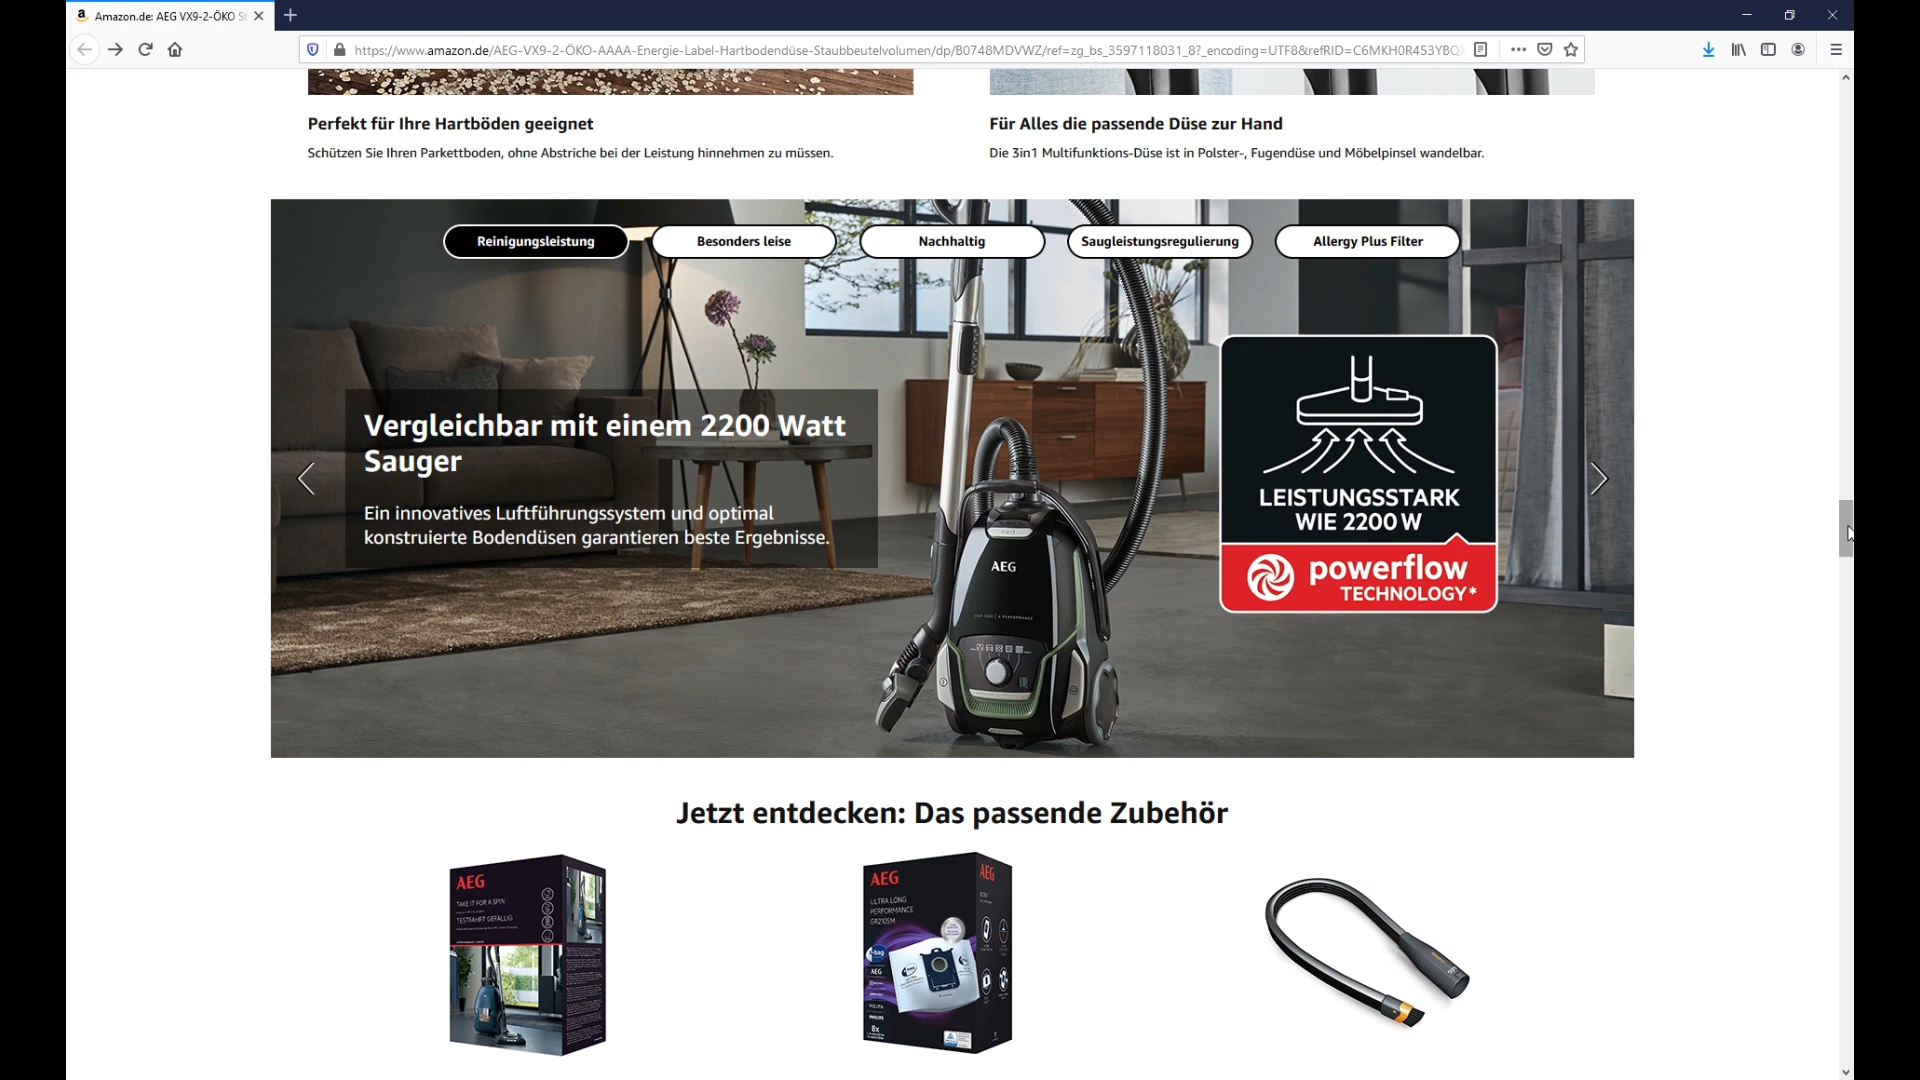 Amazon.de: AEG VX9-2-ÖKO St
https://www.amazon.de/AEG-VX9-2-ÖKO-AAAA-Energie-Label-Hartbodendüse-Staubbeutelvolumen/dp/B0748MDVWZ/ref=zg_bs_3597118031_8?_encoding=UTF8&refRID=C6MKH0R453YBQ
Perfekt für Ihre Hartböden geeignet
Schützen Sie Ihren Parkettboden, ohne Abstriche bei der Leistung hinnehmen zu müssen.
Für Alles die passende Düse zur Hand
Die 3in1 Multifunktions-Düse ist in Polster-, Fugendüse und Möbelpinsel wandelbar.
Reinigungsleistung
Besonders leise
Nachhaltig
Saugleistungsregulierung
Allergy Plus Filter
Vergleichbar mit einem 2200 Watt
Sauger
Ein innovatives Luftführungssystem und optimal
konstruierte Bodendüsen garantieren beste Ergebnisse.
AEG
LEISTUNGSSTARK
WIE 2200 W
powerflow
TECHNOLOGY*
Jetzt entdecken: Das passende Zubehör
AEG
TAKE IT FOR A SPIN
TESTFAHRT GEFÄLLIG
AEG
AEG
ULTRA LONG
PERFORMANCE
GR210SM
s-bag
AEG
PHILIPS
8x